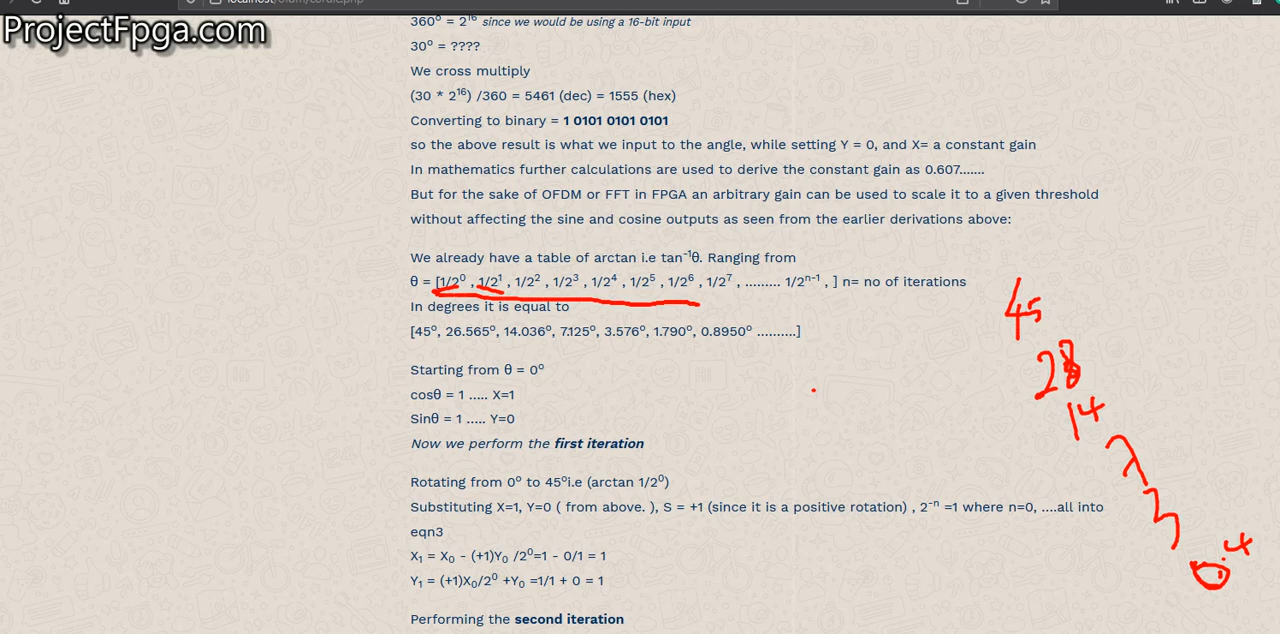 ProjectFpga.com
360° = 2¹⁶ since we would be using a 16-bit input
30° = ????
We cross multiply
(30 * 2¹⁶) /360 = 5461 (dec) = 1555 (hex)
Converting to binary = 1 0101 0101 0101
so the above result is what we input to the angle, while setting Y = 0, and X= a constant gain
In mathematics further calculations are used to derive the constant gain as 0.607.......
But for the sake of OFDM or FFT in FPGA an arbitrary gain can be used to scale it to a given threshold
without affecting the sine and cosine outputs as seen from the earlier derivations above:
We already have a table of arctan i.e tan⁻¹θ. Ranging from
θ = [1/2⁰ , 1/2¹ , 1/2² , 1/2³ , 1/2⁴ , 1/2⁵ , 1/2⁶ , 1/2⁷ , ......... 1/2ⁿ⁻¹ , ] n= no of iterations
In degrees it is equal to
[45°, 26.565°, 14.036°, 7.125°, 3.576°, 1.790°, 0.8950° ..........]
Starting from θ = 0°
cosθ = 1 ..... X=1
Sinθ = 1 ..... Y=0
Now we perform the first iteration
Rotating from 0° to 45°i.e (arctan 1/2⁰)
Substituting X=1, Y=0 ( from above. ), S = +1 (since it is a positive rotation) , 2⁻ⁿ =1 where n=0, ....all into
eqn3
X₁ = X₀ - (+1)Y₀ /2⁰=1 - 0/1 = 1
Y₁ = (+1)X₀/2⁰ +Y₀ =1/1 + 0 = 1
Performing the second iteration
45
14
7
3